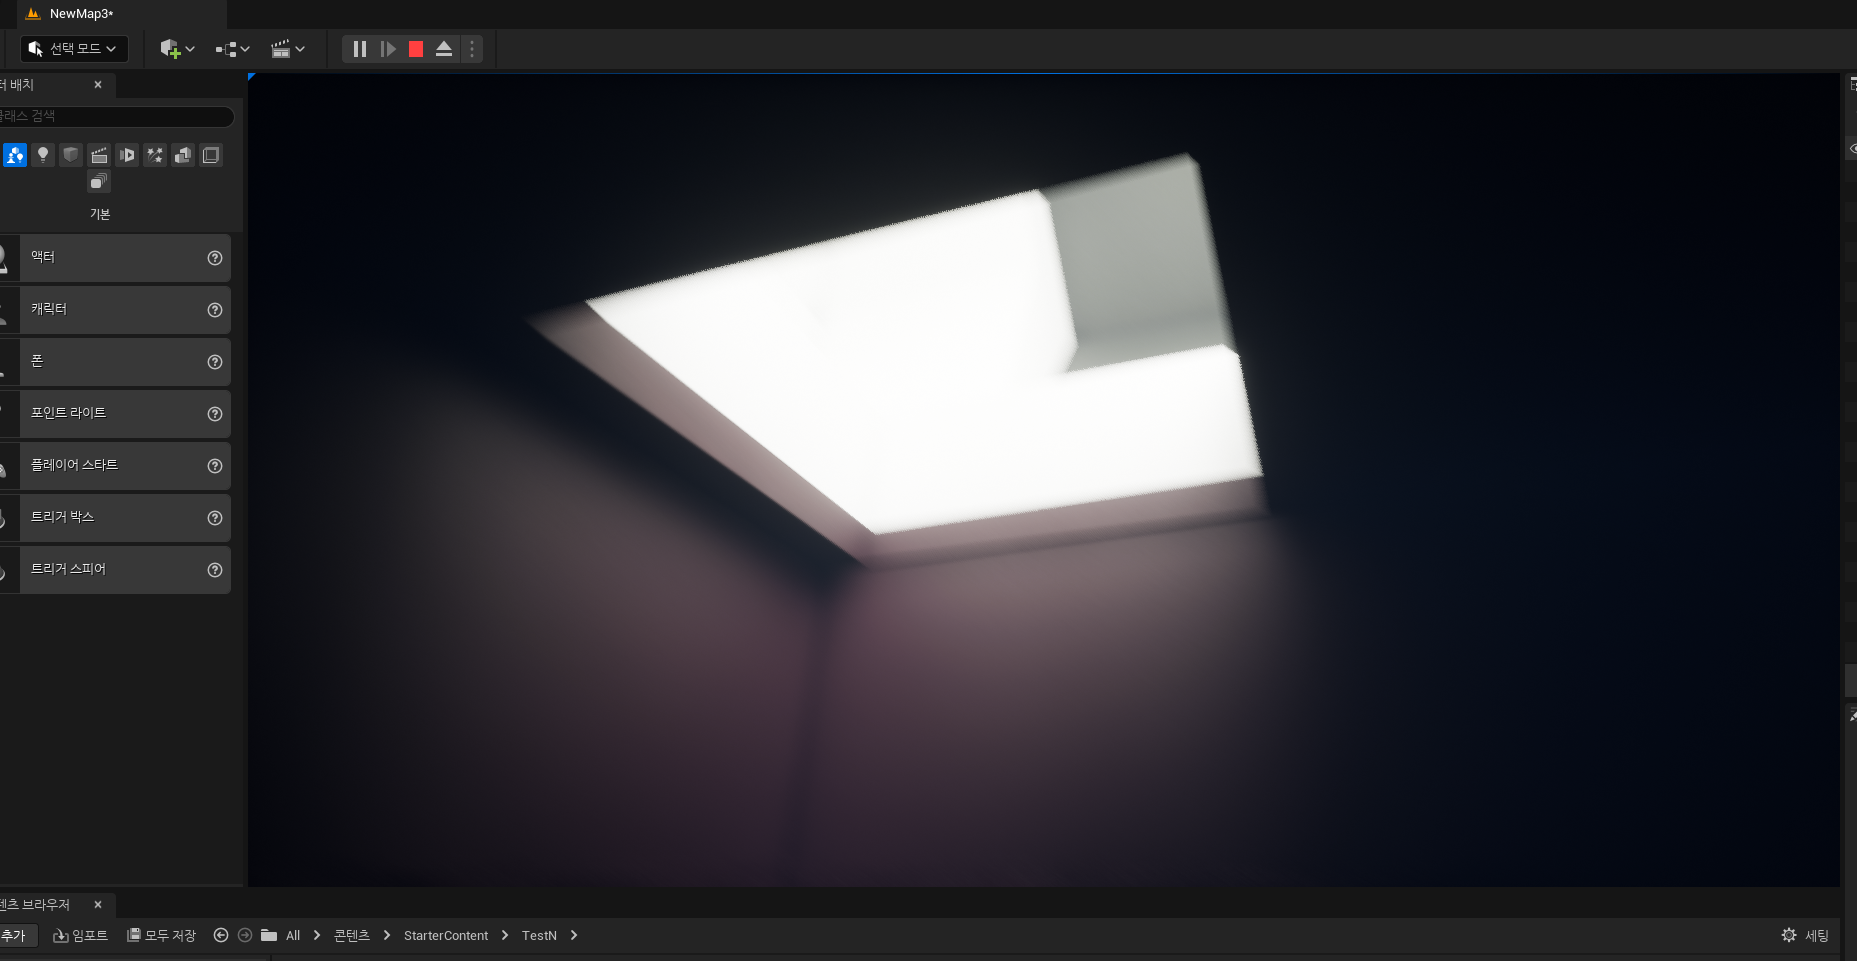 NewMap3*
선택 모드
터 배치
클래스 검색
기본
액터
캐릭터
폰
포인트 라이트
플레이어 스타트
트리거 박스
트리거 스피어
텐츠 브라우저
추가 임포트 모두 저장 All > 콘텐츠 > StarterContent > TestN > 세팅